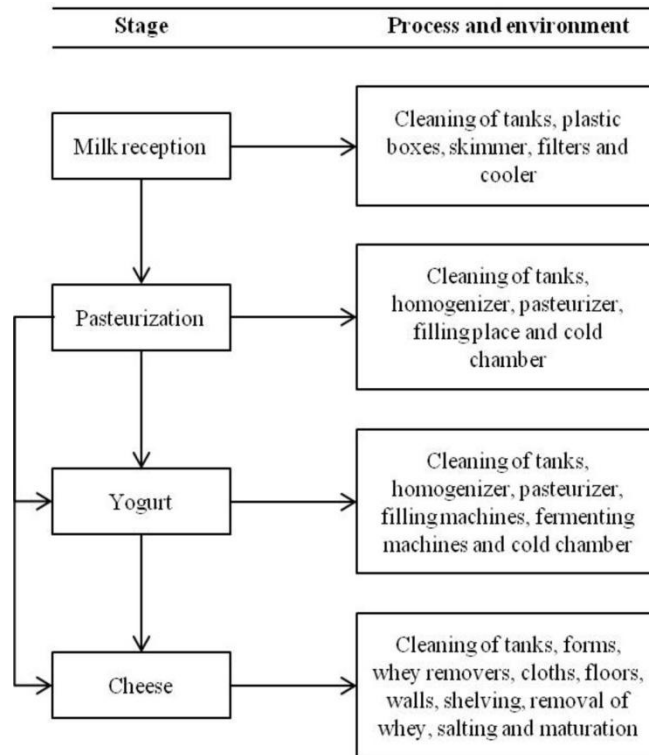 Stage
Process and environment
Milk reception
Cleaning of tanks, plastic
boxes, skimmer, filters and
cooler
Pasteurization
Cleaning of tanks,
homogenizer, pasteurizer,
filling place and cold
chamber
Yogurt
Cleaning of tanks,
homogenizer, pasteurizer,
filling machines, fermenting
machines and cold chamber
Cheese
Cleaning of tanks, forms,
whey removers, cloths, floors,
walls, shelving, removal of
whey, salting and maturation